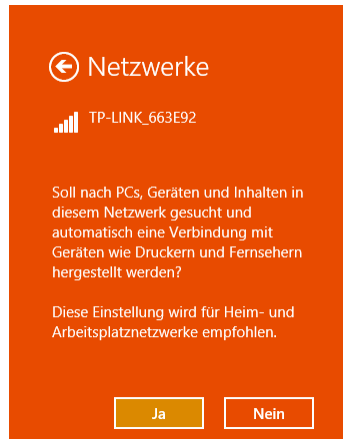 Netzwerke
TP-LINK_663E92
Soll nach PCs, Geräten und Inhalten in
diesem Netzwerk gesucht und
automatisch eine Verbindung mit
Geräten wie Druckern und Fernsehern
hergestellt werden?
Diese Einstellung wird für Heim- und
Arbeitsplatznetzwerke empfohlen.
Ja Nein